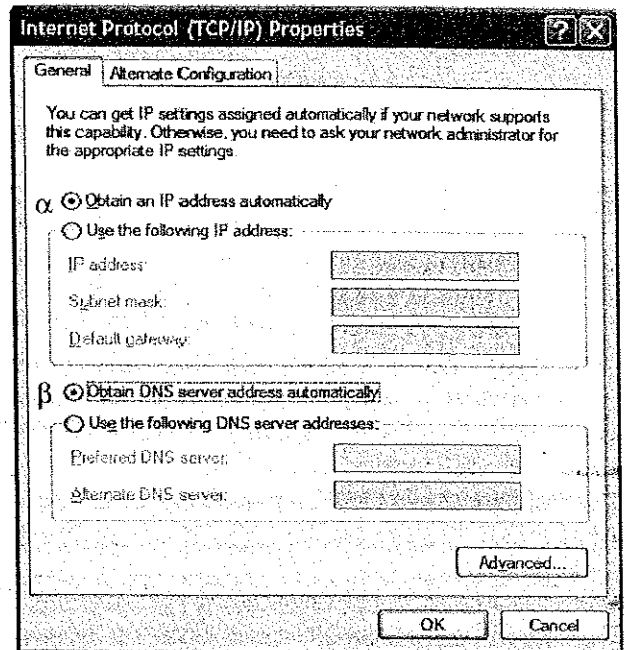 Internet Protocol (TCP/IP) Properties
General
Alternate Configuration
You can get IP settings assigned automatically if your network supports
this capability. Otherwise, you need to ask your network administrator for
the appropriate IP settings.
α Obtain an IP address automatically
Use the following IP address:
IP address:
Subnet mask:
Default gateway:
β Obtain DNS server address automatically
Use the following DNS server addresses:
Preferred DNS server:
Alternate DNS server:
Advanced...
OK
Cancel